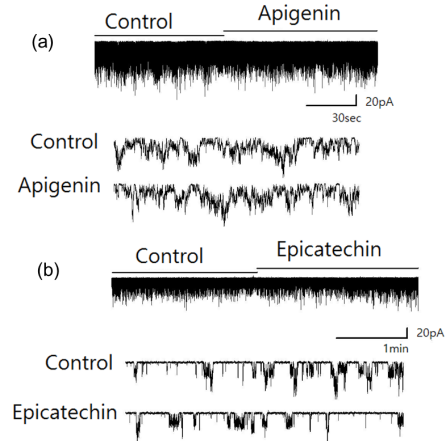 Control Apigenin
(a)
20pA
30sec
Control
Apigenin
Control Epicatechin
(b)
20pA
1min
Control
Epicatechin